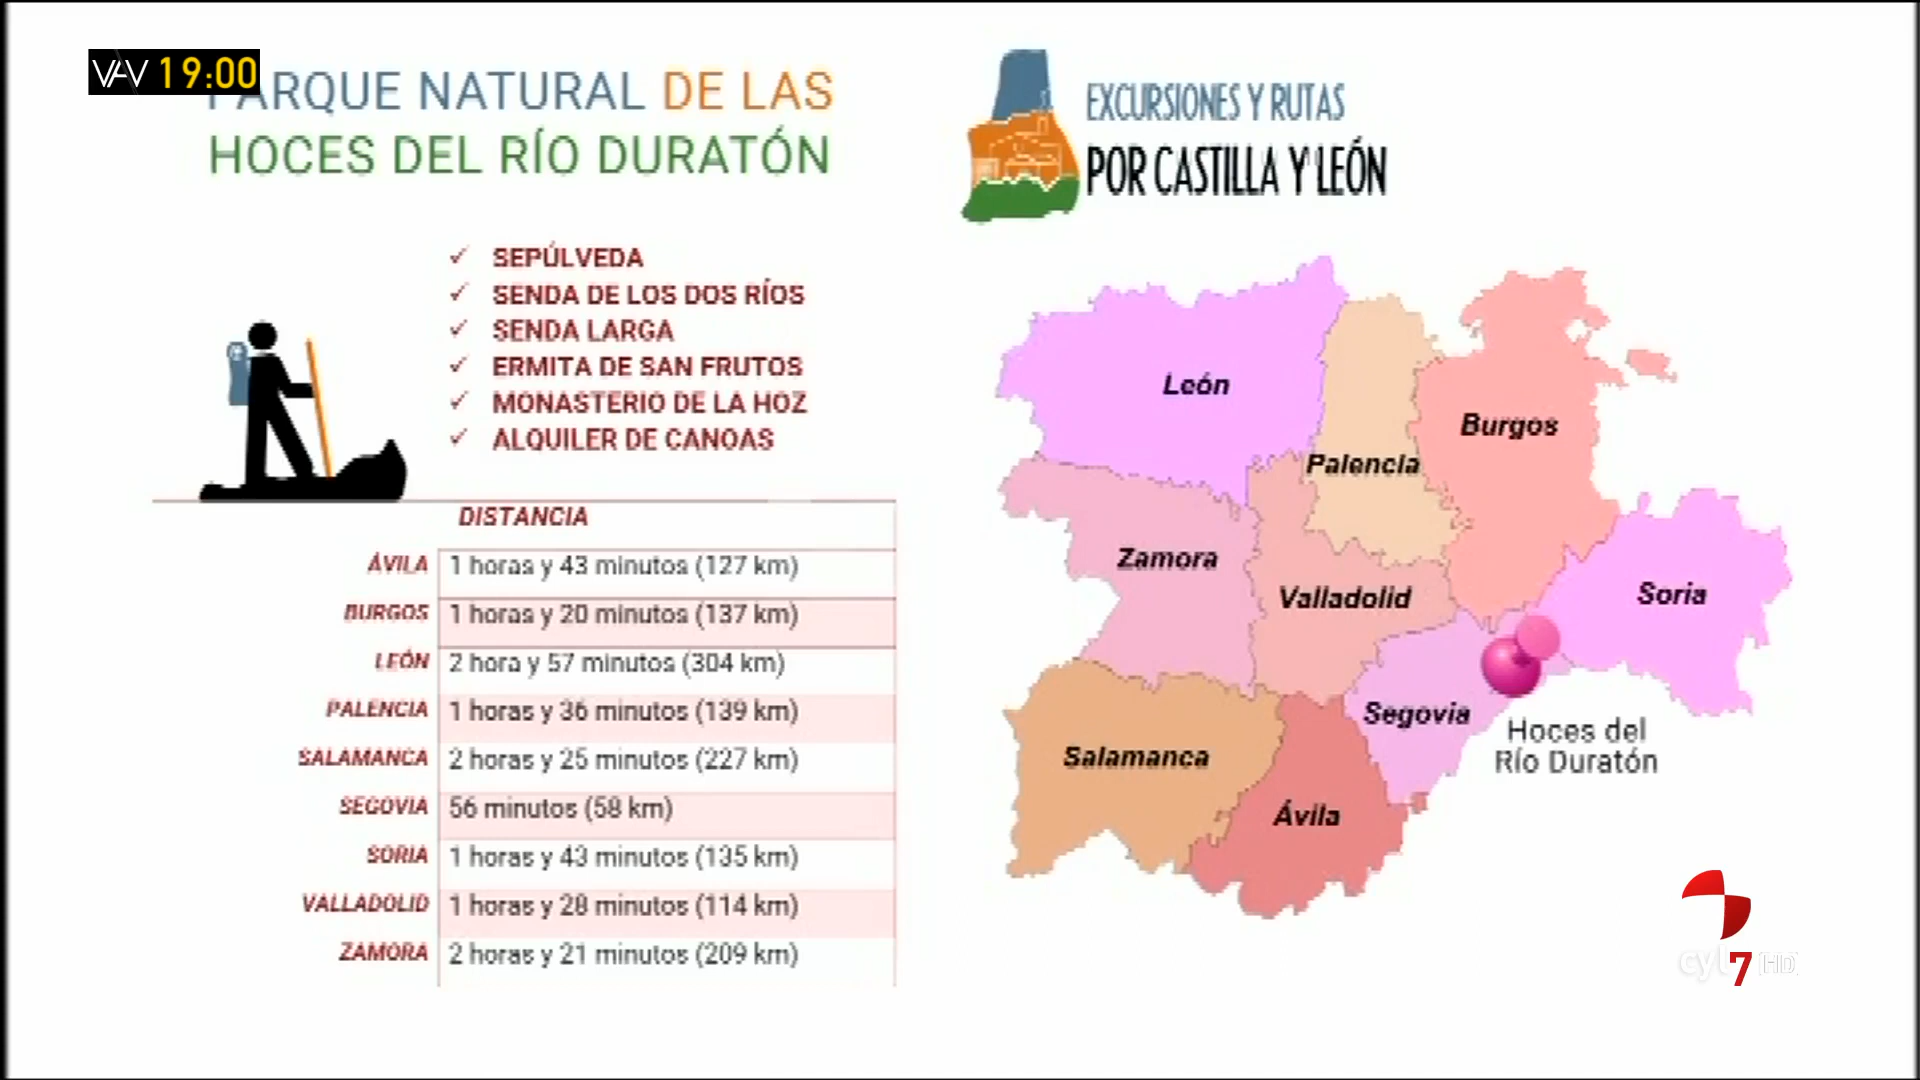 VAV 19:00
PARQUE NATURAL DE LAS
HOCES DEL RÍO DURATÓN
EXCURSIONES Y RUTAS
POR CASTILLA Y LEÓN
✓ SEPÚLVEDA
✓ SENDA DE LOS DOS RÍOS
✓ SENDA LARGA
✓ ERMITA DE SAN FRUTOS
✓ MONASTERIO DE LA HOZ
✓ ALQUILER DE CANOAS
DISTANCIA
ÁVILA 1 horas y 43 minutos (127 km)
BURGOS 1 horas y 20 minutos (137 km)
LEÓN 2 hora y 57 minutos (304 km)
PALENCIA 1 horas y 36 minutos (139 km)
SALAMANCA 2 horas y 25 minutos (227 km)
SEGOVIA 56 minutos (58 km)
SORIA 1 horas y 43 minutos (135 km)
VALLADOLID 1 horas y 28 minutos (114 km)
ZAMORA 2 horas y 21 minutos (209 km)
León
Burgos
Palencia
Zamora
Valladolid
Soria
Segovia
Hoces del
Río Duratón
Salamanca
Ávila
cyl7 [HD]